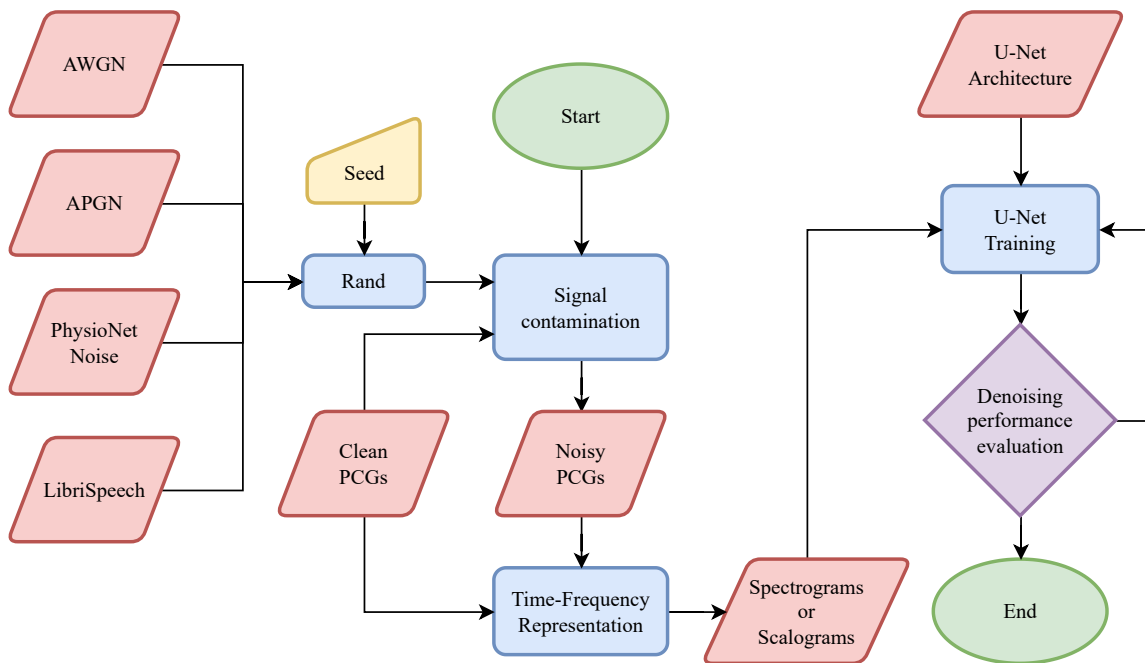 AWGN
APGN
PhysioNet
Noise
LibriSpeech
Seed
Rand
Start
Signal
contamination
Clean
PCGs
Noisy
PCGs
Time-Frequency
Representation
Spectrograms
or
Scalograms
U-Net
Architecture
U-Net
Training
Denoising
performance
evaluation
End